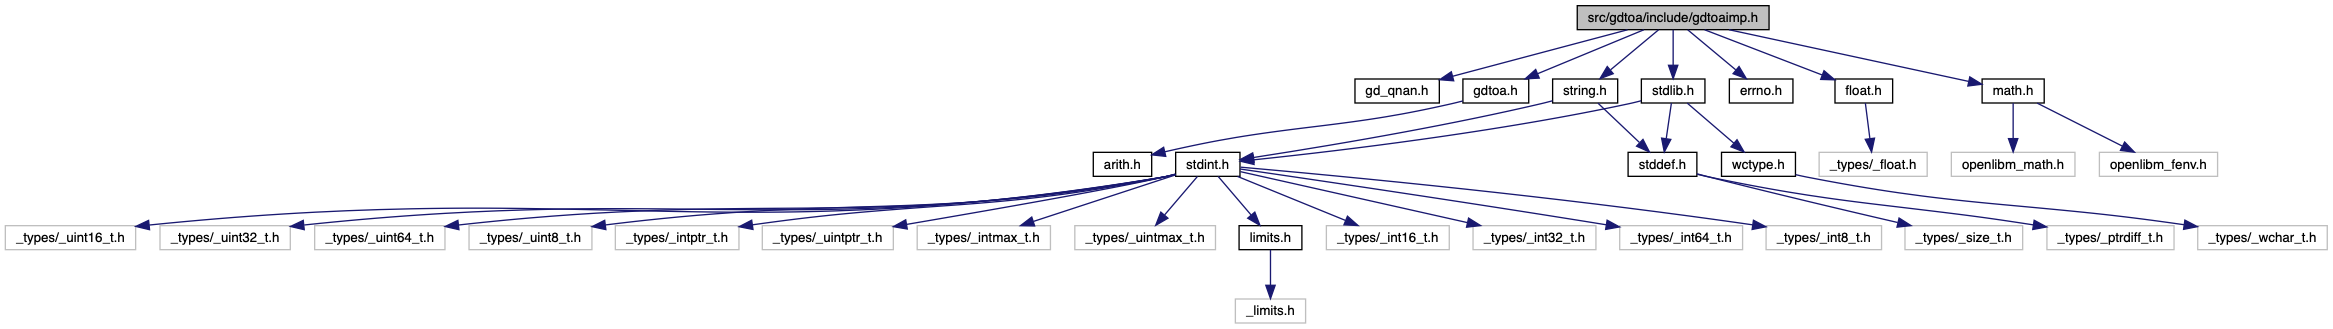 src/gdtoa/include/gdtoaimp.h
gd_qnan.h
gdtoa.h
string.h
stdlib.h
errno.h
float.h
math.h
arith.h
stdint.h
stddef.h
wctype.h
_types/_float.h
openlibm_math.h
openlibm_fenv.h
_types/_uint16_t.h
_types/_uint32_t.h
_types/_uint64_t.h
_types/_uint8_t.h
_types/_intptr_t.h
_types/_uintptr_t.h
_types/_intmax_t.h
_types/_uintmax_t.h
limits.h
_types/_int16_t.h
_types/_int32_t.h
_types/_int64_t.h
_types/_int8_t.h
_types/_size_t.h
_types/_ptrdiff_t.h
_types/_wchar_t.h
_limits.h